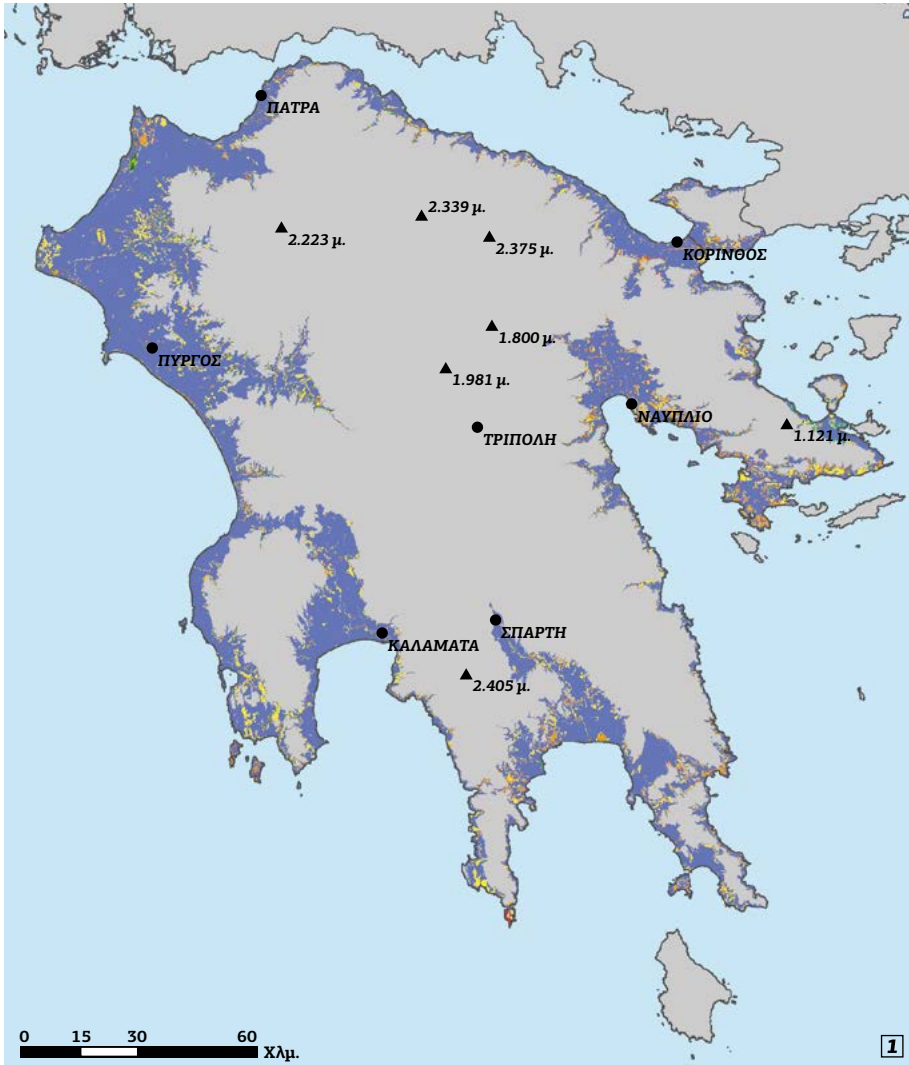 ΠΑΤΡΑ
2.339 μ.
2.223 μ.
2.375 μ.
ΚΟΡΙΝΘΟΣ
1.800 μ.
ΠΥΡΓΟΣ
1.981 μ.
ΝΑΥΠΛΙΟ
ΤΡΙΠΟΛΗ
1.121 μ.
ΣΠΑΡΤΗ
ΚΑΛΑΜΑΤΑ
2.405 μ.
0 15 30 60
Χλμ.
1